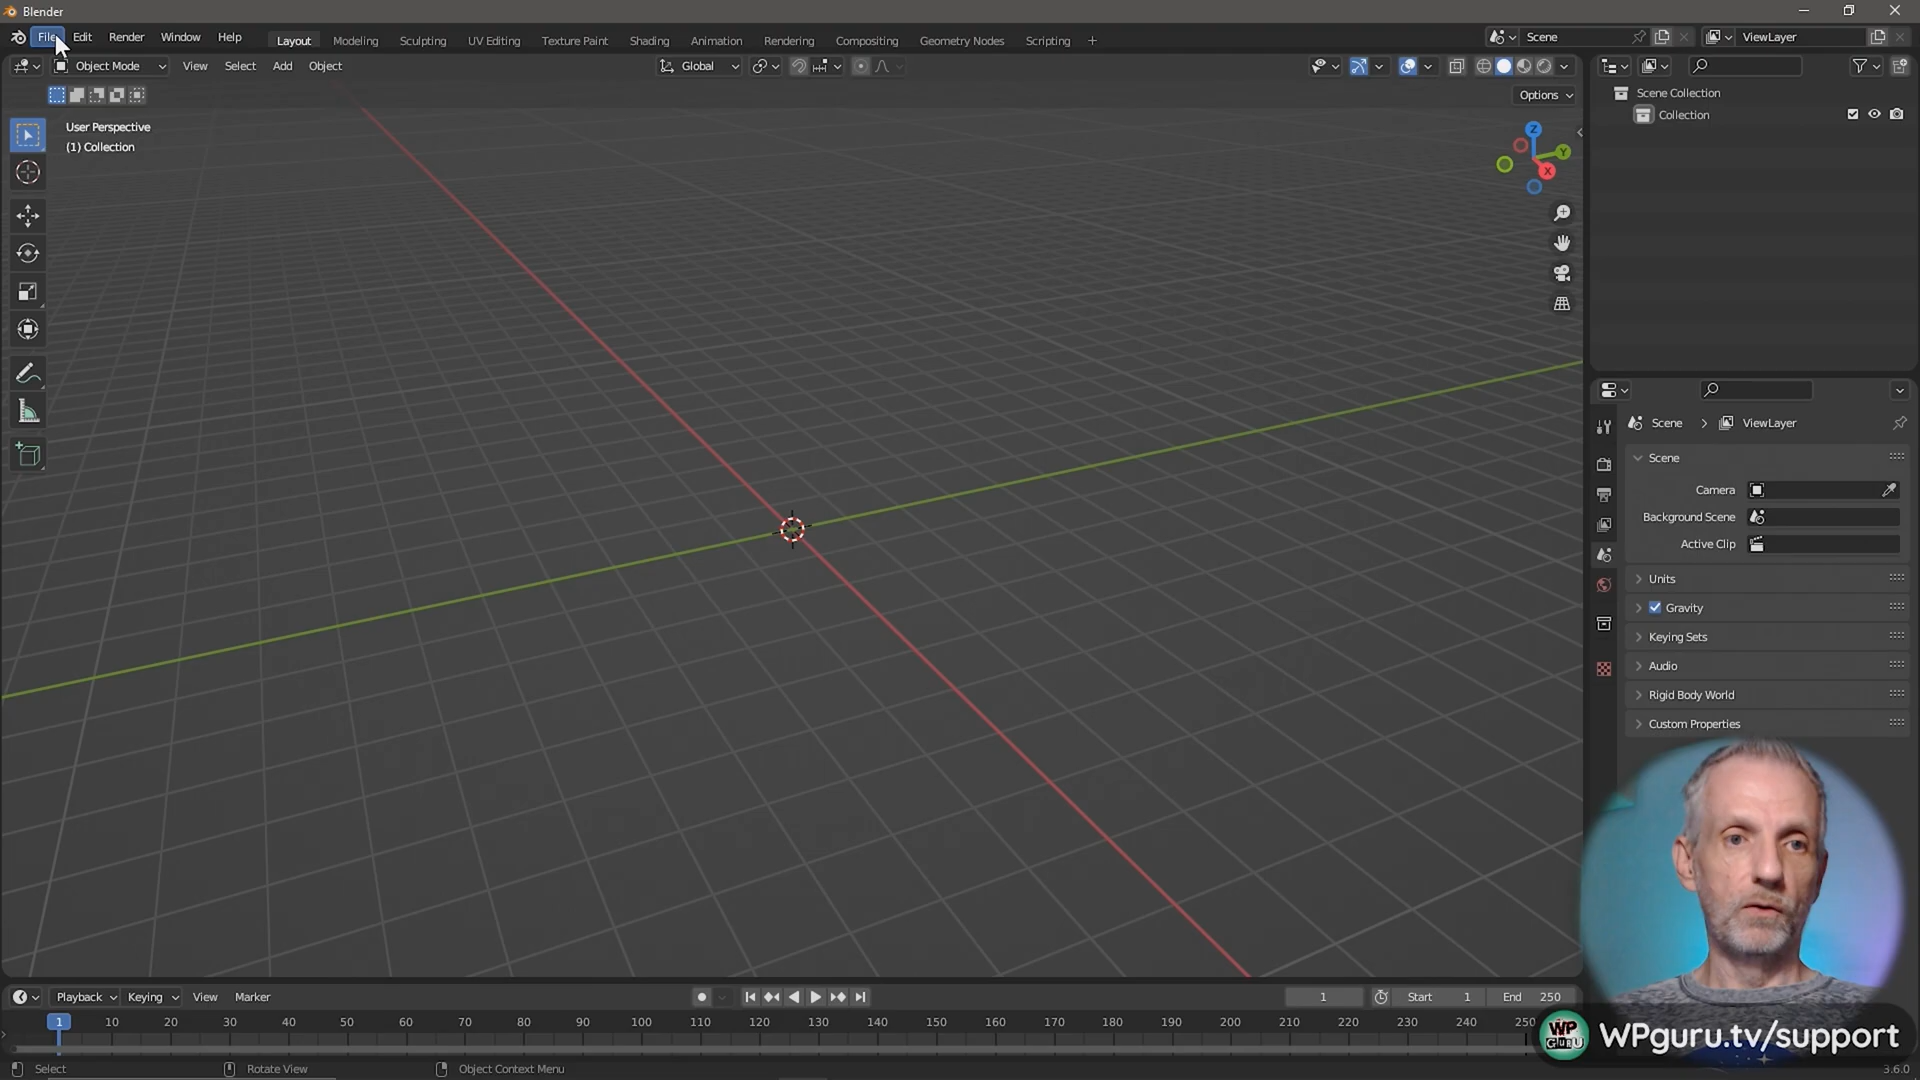 Blender
File Edit Render Window Help Layout Modeling Sculpting UV Editing Texture Paint Shading Animation Rendering Compositing Geometry Nodes Scripting + Scene ViewLayer
Object Mode View Select Add Object Global
Options
User Perspective
(1) Collection
Z
Y
X
Scene Collection
Collection
Scene > ViewLayer
Scene
Camera
Background Scene
Active Clip
Units
Gravity
Keying Sets
Audio
Rigid Body World
Custom Properties
Playback Keying View Marker 1 Start 1 End 250
1 10 20 30 40 50 60 70 80 90 100 110 120 130 140 150 160 170 180 190 200 210 220 230 240 250
WP GURU
WPguru.tv/support
Select Rotate View Object Context Menu 3.6.0